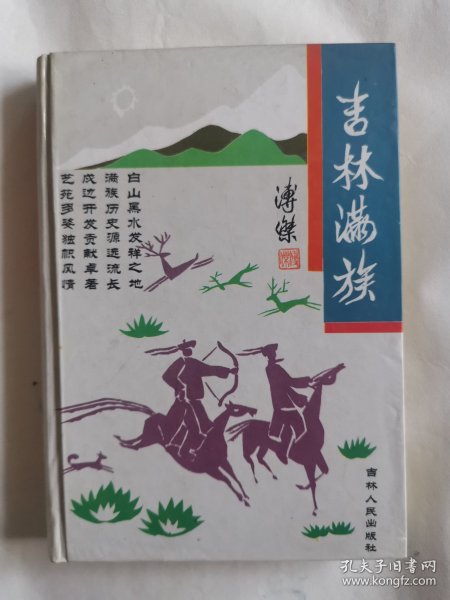 吉林满族
溥傑
白山黑水发祥之地
满族历史源远流长
戍边开发贡献卓著
艺苑多姿独帜风情
吉林人民出版社
孔夫子旧书网
www.kongfz.com